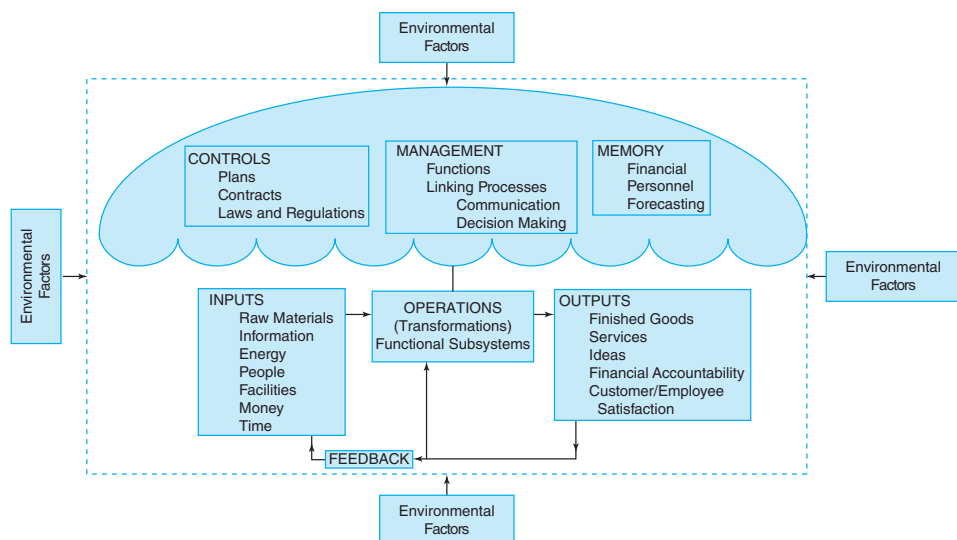 Environmental
Factors
CONTROLS
Plans
Contracts
Laws and Regulations
MANAGEMENT
Functions
Linking Processes
Communication
Decision Making
MEMORY
Financial
Personnel
Forecasting
Environmental
Factors
Environmental
Factors
INPUTS
Raw Materials
Information
Energy
People
Facilities
Money
Time
OPERATIONS
(Transformations)
Functional Subsystems
OUTPUTS
Finished Goods
Services
Ideas
Financial Accountability
Customer/Employee
Satisfaction
FEEDBACK
Environmental
Factors